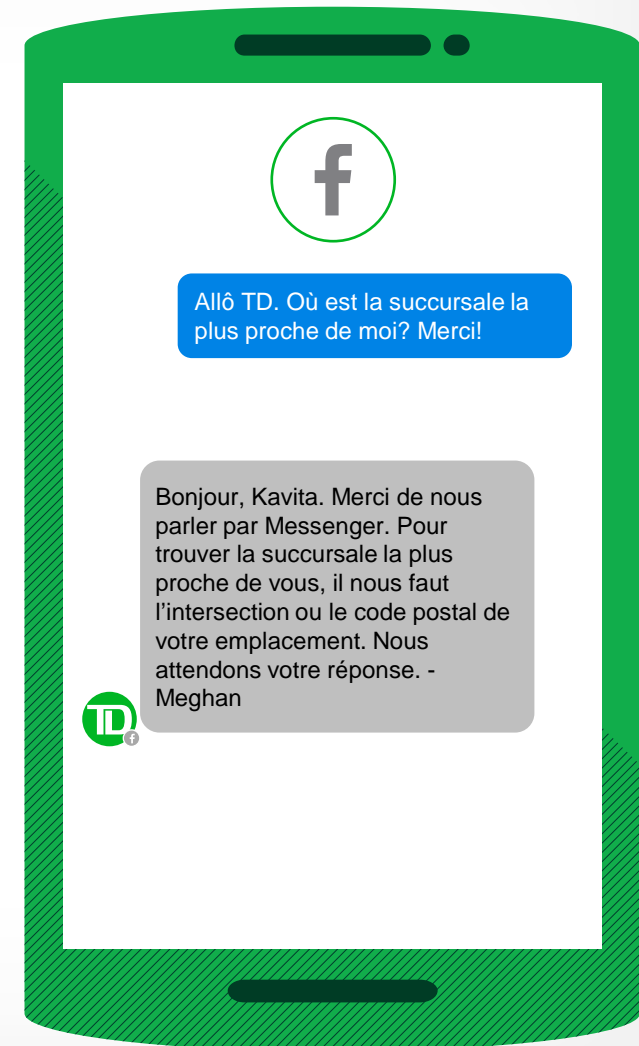 f
Allô TD. Où est la succursale la
plus proche de moi? Merci!
Bonjour, Kavita. Merci de nous
parler par Messenger. Pour
trouver la succursale la plus
proche de vous, il nous faut
l’intersection ou le code postal de
votre emplacement. Nous
attendons votre réponse. -
Meghan
TD
f